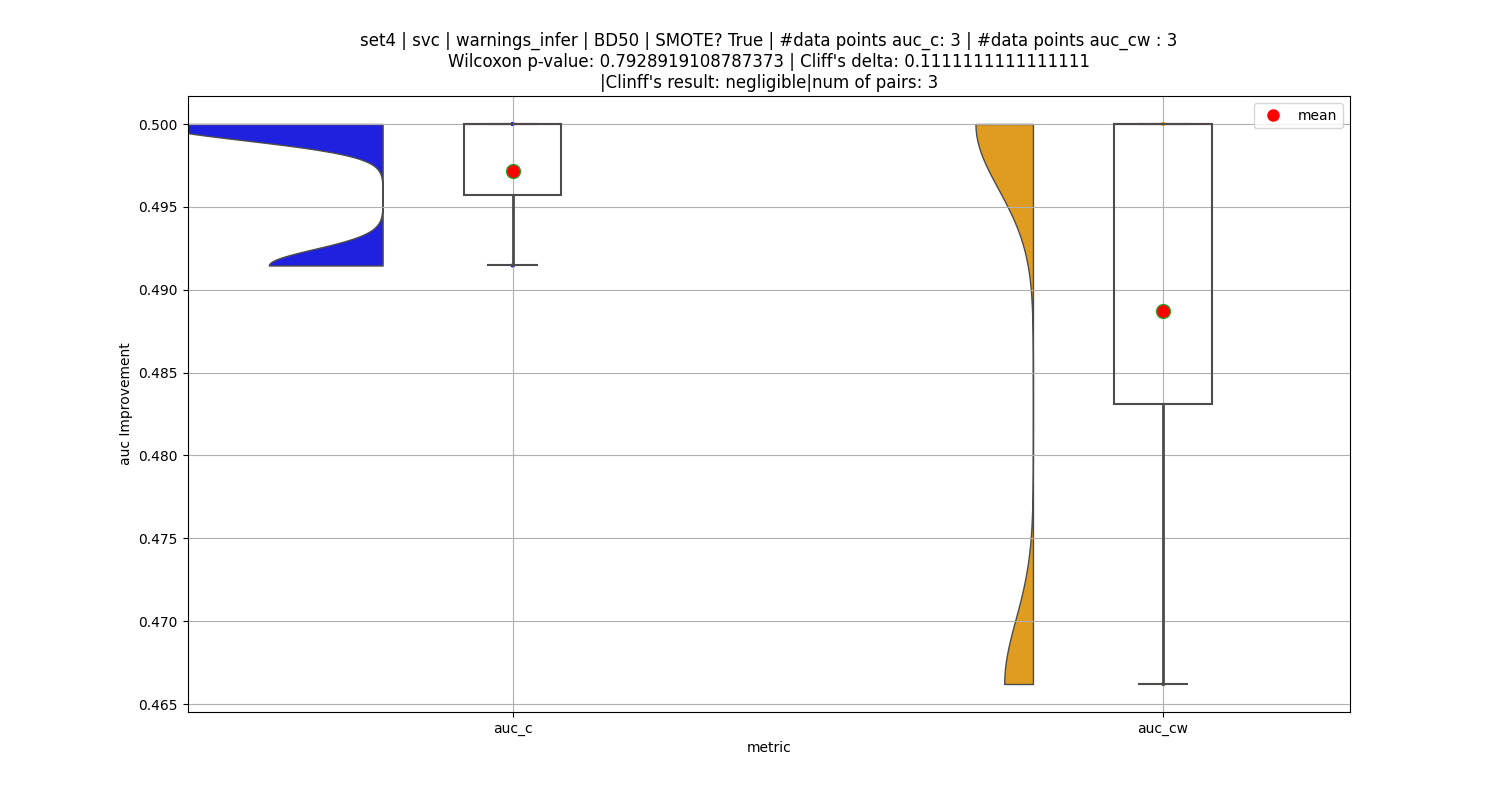 set4 | svc | warnings_infer | BD50 | SMOTE? True | #data points auc_c: 3 | #data points auc_cw : 3
Wilcoxon p-value: 0.7928919108787373 | Cliff's delta: 0.1111111111111111
|Clinff's result: negligible|num of pairs: 3
mean
0.500
0.495
0.490
0.485
0.480
0.475
0.470
0.465
auc Improvement
auc_c
auc_cw
metric